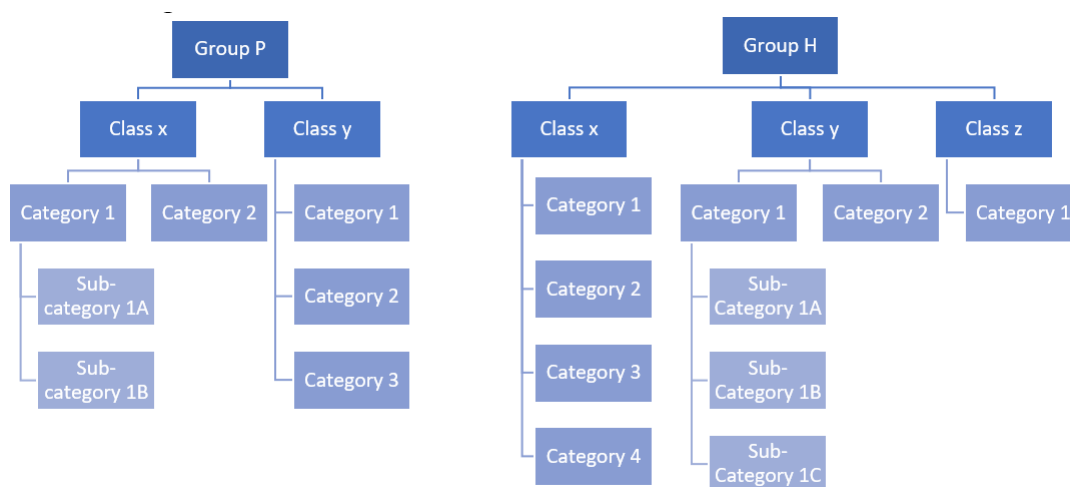 Group P
Class x
Class y
Category 1
Category 2
Sub-
category 1A
Sub-
category 1B
Category 1
Category 2
Category 3
Group H
Class x
Class y
Class z
Category 1
Category 2
Category 3
Category 4
Category 1
Category 2
Sub-
Category 1A
Sub-
Category 1B
Sub-
Category 1C
Category 1